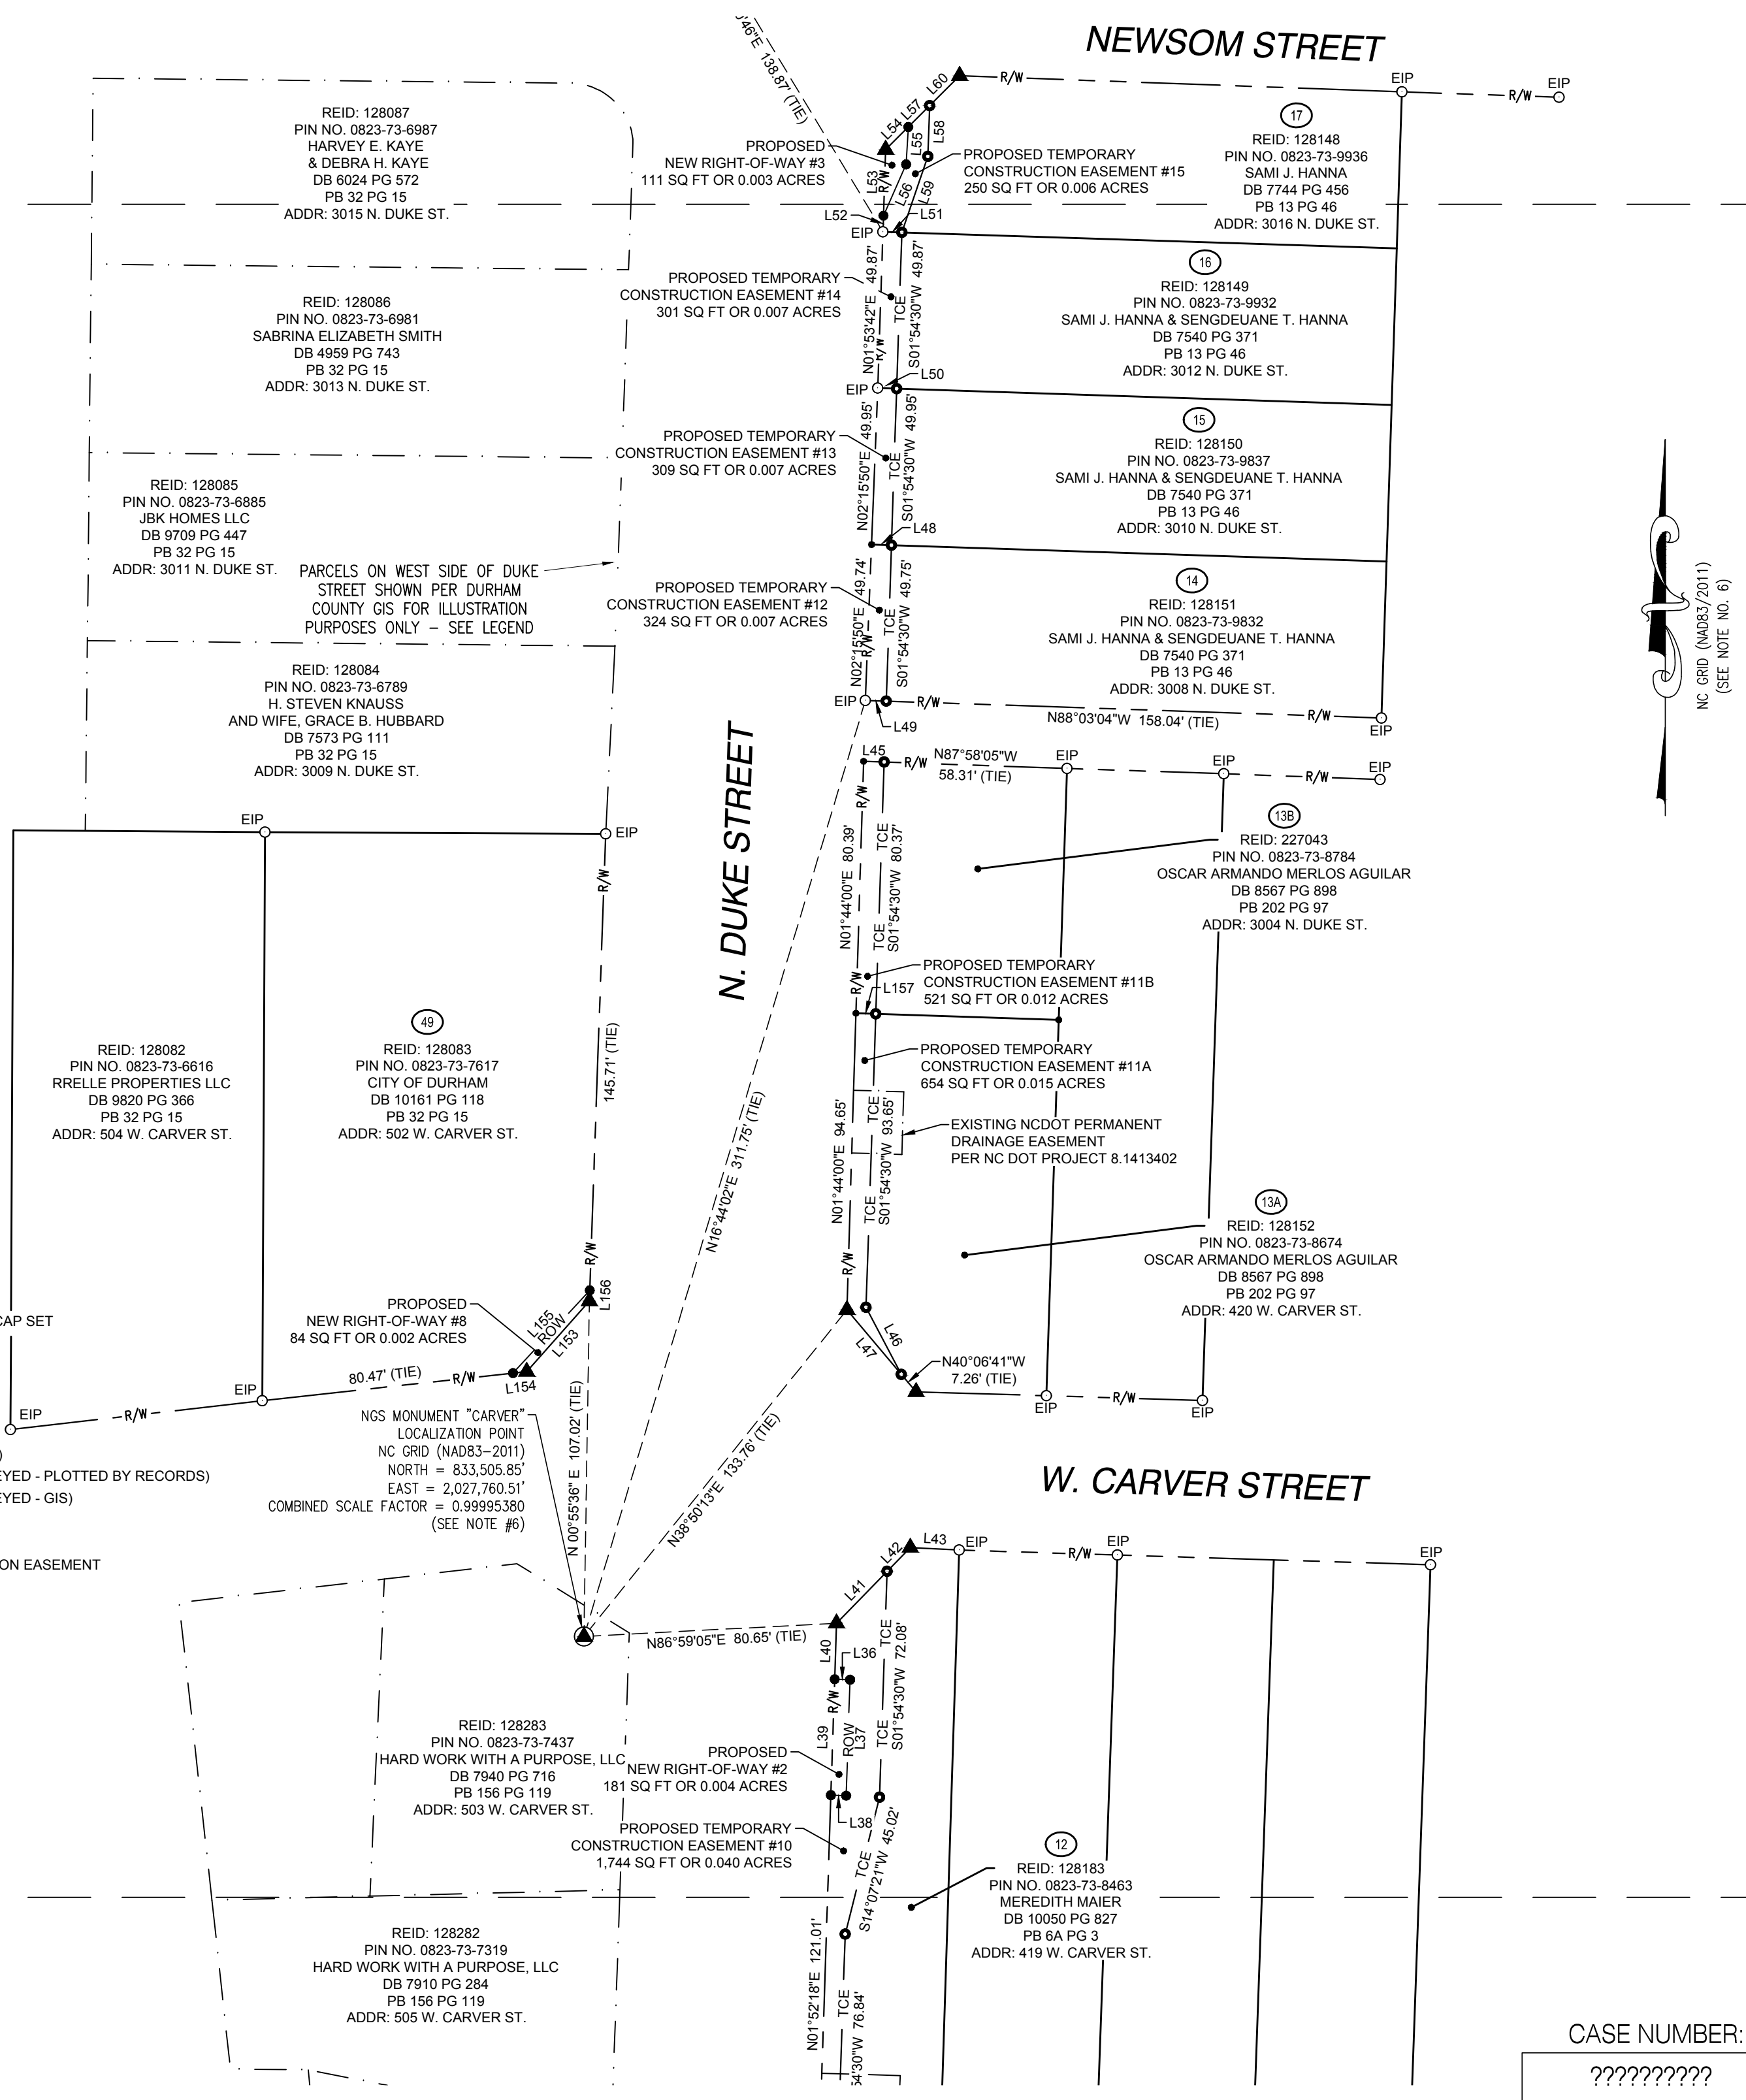 NEWSOM STREET
R/W
EIP
EIP
R/W
'46"E 138.87' (TIE)
L60
L57
L54
L55
L58
L53
R/W
L56
L59
L52
L51
EIP
REID: 128087
PIN NO. 0823-73-6987
HARVEY E. KAYE
& DEBRA H. KAYE
DB 6024 PG 572
PB 32 PG 15
ADDR: 3015 N. DUKE ST.
PROPOSED
NEW RIGHT-OF-WAY #3
111 SQ FT OR 0.003 ACRES
PROPOSED TEMPORARY
CONSTRUCTION EASEMENT #15
250 SQ FT OR 0.006 ACRES
17
REID: 128148
PIN NO. 0823-73-9936
SAMI J. HANNA
DB 7744 PG 456
PB 13 PG 46
ADDR: 3016 N. DUKE ST.
REID: 128086
PIN NO. 0823-73-6981
SABRINA ELIZABETH SMITH
DB 4959 PG 743
PB 32 PG 15
ADDR: 3013 N. DUKE ST.
PROPOSED TEMPORARY
CONSTRUCTION EASEMENT #14
301 SQ FT OR 0.007 ACRES
N01°53'42"E 49.87'
R/W
TCE
S01°54'30"W 49.87'
16
REID: 128149
PIN NO. 0823-73-9932
SAMI J. HANNA & SENGDEUANE T. HANNA
DB 7540 PG 371
PB 13 PG 46
ADDR: 3012 N. DUKE ST.
EIP
L50
PROPOSED TEMPORARY
CONSTRUCTION EASEMENT #13
309 SQ FT OR 0.007 ACRES
N02°15'50"E 49.95'
TCE
S01°54'30"W 49.95'
15
REID: 128150
PIN NO. 0823-73-9837
SAMI J. HANNA & SENGDEUANE T. HANNA
DB 7540 PG 371
PB 13 PG 46
ADDR: 3010 N. DUKE ST.
L48
REID: 128085
PIN NO. 0823-73-6885
JBK HOMES LLC
DB 9709 PG 447
PB 32 PG 15
ADDR: 3011 N. DUKE ST.
PARCELS ON WEST SIDE OF DUKE
STREET SHOWN PER DURHAM
COUNTY GIS FOR ILLUSTRATION
PURPOSES ONLY – SEE LEGEND
PROPOSED TEMPORARY
CONSTRUCTION EASEMENT #12
324 SQ FT OR 0.007 ACRES
N02°15'50"E 49.74'
R/W
TCE
S01°54'30"W 49.75'
14
REID: 128151
PIN NO. 0823-73-9832
SAMI J. HANNA & SENGDEUANE T. HANNA
DB 7540 PG 371
PB 13 PG 46
ADDR: 3008 N. DUKE ST.
NC GRID (NAD83/2011)
(SEE NOTE NO. 6)
EIP
L49
R/W
N88°03'04"W 158.04' (TIE)
R/W
EIP
REID: 128084
PIN NO. 0823-73-6789
H. STEVEN KNAUSS
AND WIFE, GRACE B. HUBBARD
DB 7573 PG 111
PB 32 PG 15
ADDR: 3009 N. DUKE ST.
N. DUKE STREET
L45
R/W
N87°58'05"W
58.31' (TIE)
EIP
R/W
EIP
R/W
TCE
N01°44'00"E 80.39'
S01°54'30"W 80.37'
TCE
R/W
13B
REID: 227043
PIN NO. 0823-73-8784
OSCAR ARMANDO MERLOS AGUILAR
DB 8567 PG 898
PB 202 PG 97
ADDR: 3004 N. DUKE ST.
EIP
EIP
R/W
145.71' (TIE)
R/W
PROPOSED TEMPORARY
CONSTRUCTION EASEMENT #11B
521 SQ FT OR 0.012 ACRES
L157
PROPOSED TEMPORARY
CONSTRUCTION EASEMENT #11A
654 SQ FT OR 0.015 ACRES
REID: 128082
PIN NO. 0823-73-6616
RRELLE PROPERTIES LLC
DB 9820 PG 366
PB 32 PG 15
ADDR: 504 W. CARVER ST.
49
REID: 128083
PIN NO. 0823-73-7617
CITY OF DURHAM
DB 10161 PG 118
PB 32 PG 15
ADDR: 502 W. CARVER ST.
N16°44'02"E 311.75' (TIE)
N01°44'00"E 94.65'
TCE
S01°54'30"W 93.65'
TCE
R/W
EXISTING NCDOT PERMANENT
DRAINAGE EASEMENT
PER NC DOT PROJECT 8.1413402
13A
REID: 128152
PIN NO. 0823-73-8674
OSCAR ARMANDO MERLOS AGUILAR
DB 8567 PG 898
PB 202 PG 97
ADDR: 420 W. CARVER ST.
CAP SET
PROPOSED
NEW RIGHT-OF-WAY #8
84 SQ FT OR 0.002 ACRES
L155
ROW
L153
L156
L154
80.47' (TIE)
R/W
EIP
R/W
EIP
L46
L47
N40°06'41"W
7.26' (TIE)
EIP
R/W
EIP
)
EYED - PLOTTED BY RECORDS)
EYED - GIS)
ON EASEMENT
NGS MONUMENT "CARVER"
LOCALIZATION POINT
NC GRID (NAD83–2011)
NORTH = 833,505.85'
EAST = 2,027,760.51'
COMBINED SCALE FACTOR = 0.99995380
(SEE NOTE #6)
N 00°55'36" E 107.02' (TIE)
N38°50'13"E 133.76' (TIE)
W. CARVER STREET
N86°59'05"E 80.65' (TIE)
L43
EIP
R/W
EIP
EIP
L42
L41
L40
L36
R/W
L39
ROW
L37
L38
TCE
S01°54'30"W 72.08'
TCE
REID: 128283
PIN NO. 0823-73-7437
HARD WORK WITH A PURPOSE, LLC
DB 7940 PG 716
PB 156 PG 119
ADDR: 503 W. CARVER ST.
PROPOSED
NEW RIGHT-OF-WAY #2
181 SQ FT OR 0.004 ACRES
PROPOSED TEMPORARY
CONSTRUCTION EASEMENT #10
1,744 SQ FT OR 0.040 ACRES
TCE
S14°07'21"W 45.02'
12
REID: 128183
PIN NO. 0823-73-8463
MEREDITH MAIER
DB 10050 PG 827
PB 6A PG 3
ADDR: 419 W. CARVER ST.
REID: 128282
PIN NO. 0823-73-7319
HARD WORK WITH A PURPOSE, LLC
DB 7910 PG 284
PB 156 PG 119
ADDR: 505 W. CARVER ST.
N01°52'18"E 121.01'
TCE
54'30"W 76.84'
CASE NUMBER:
??????????